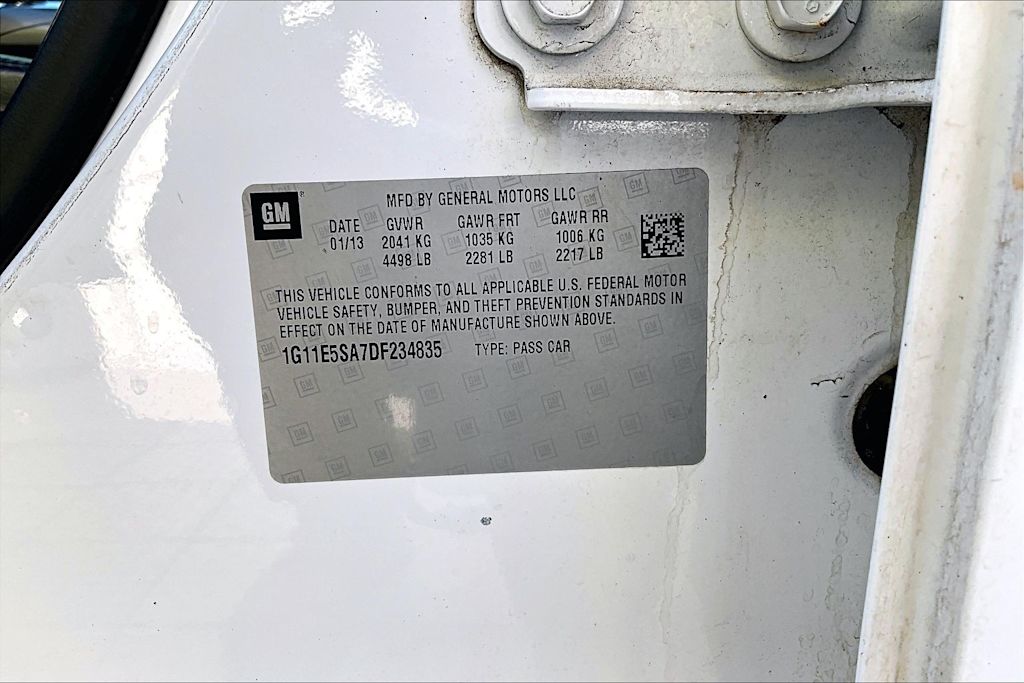 GM
MFD BY GENERAL MOTORS LLC
DATE GVWR GAWR FRT GAWR RR
01/13 2041 KG 1035 KG 1006 KG
4498 LB 2281 LB 2217 LB
THIS VEHICLE CONFORMS TO ALL APPLICABLE U.S. FEDERAL MOTOR
VEHICLE SAFETY, BUMPER, AND THEFT PREVENTION STANDARDS IN
EFFECT ON THE DATE OF MANUFACTURE SHOWN ABOVE.
1G11E5SA7DF234835 TYPE: PASS CAR